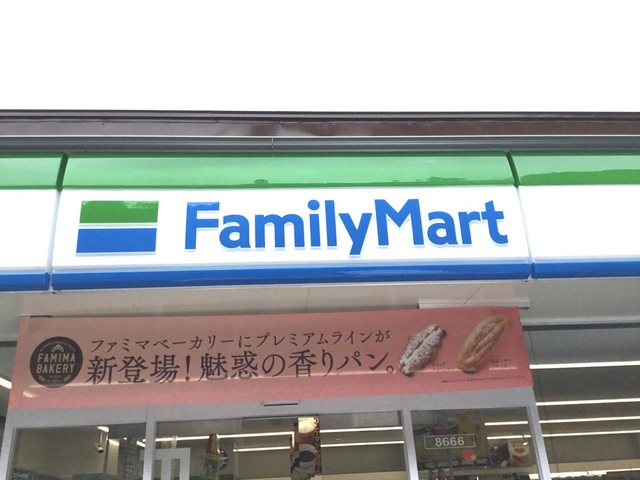 FamilyMart
FAMIMA
BAKERY
ファミマベーカリーにプレミアムラインが
新登場！魅惑の香りパン。
8666